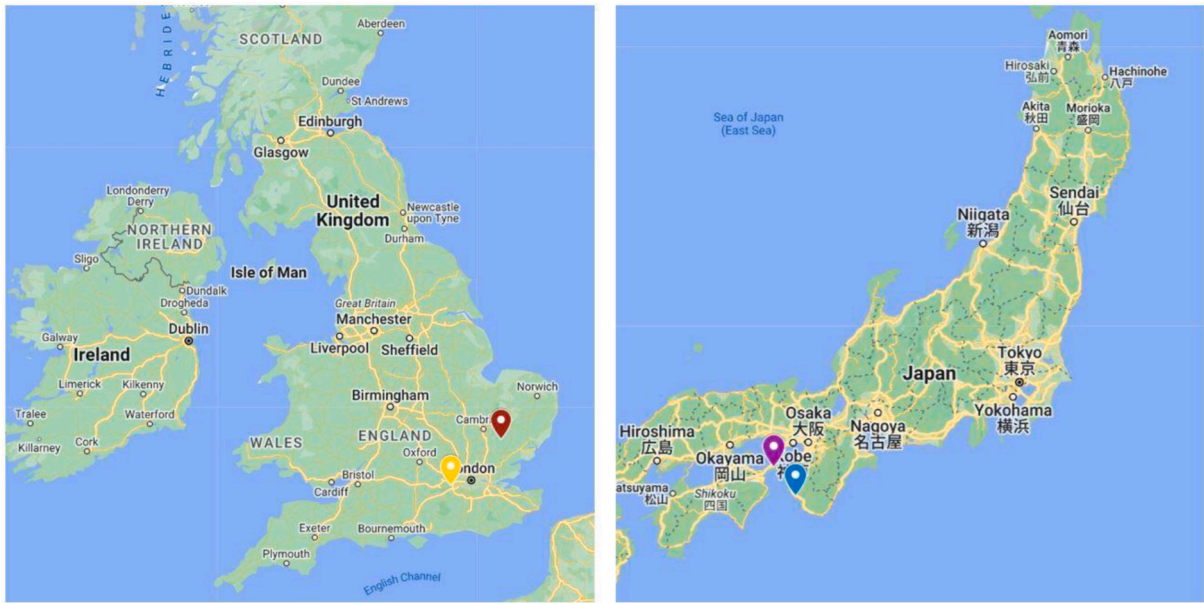 HEBRIDES
SCOTLAND
Aberdeen
Dundee
St Andrews
Edinburgh
Glasgow
Londonderry
Derry
United
Kingdom
Newcastle
upon Tyne
NORTHERN
IRELAND
Durham
Sligo
Isle of Man
Dundalk
Drogheda
Great Britain
Dublin
Manchester
Galway
Ireland
Liverpool
Sheffield
Limerick
Kilkenny
Norwich
Birmingham
Tralee
Waterford
Cambr
Killarney
Cork
WALES
ENGLAND
Oxford
ondon
Bristol
Cardiff
Exeter
Bournemouth
Plymouth
English Channel
Aomori
青森
Hirosaki
弘前
Hachinohe
八戸
Akita
秋田
Morioka
盛岡
Sea of Japan
(East Sea)
Sendai
仙台
Niigata
新潟
Tokyo
東京
Japan
Yokohama
横浜
Osaka
大阪
Nagoya
名古屋
Hiroshima
広島
Okayama
岡山
Kobe
神
atsuyama
松山
Shikoku
四国